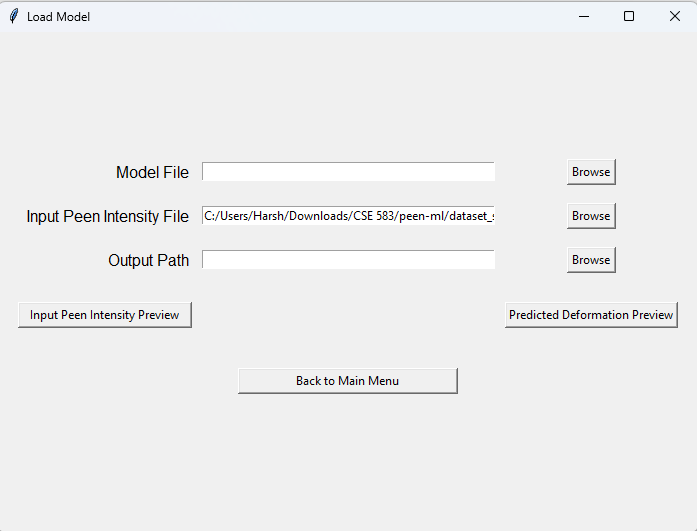 Load Model
Model File
Browse
Input Peen Intensity File
C:/Users/Harsh/Downloads/CSE 583/peen-ml/dataset_s
Browse
Output Path
Browse
Input Peen Intensity Preview
Predicted Deformation Preview
Back to Main Menu